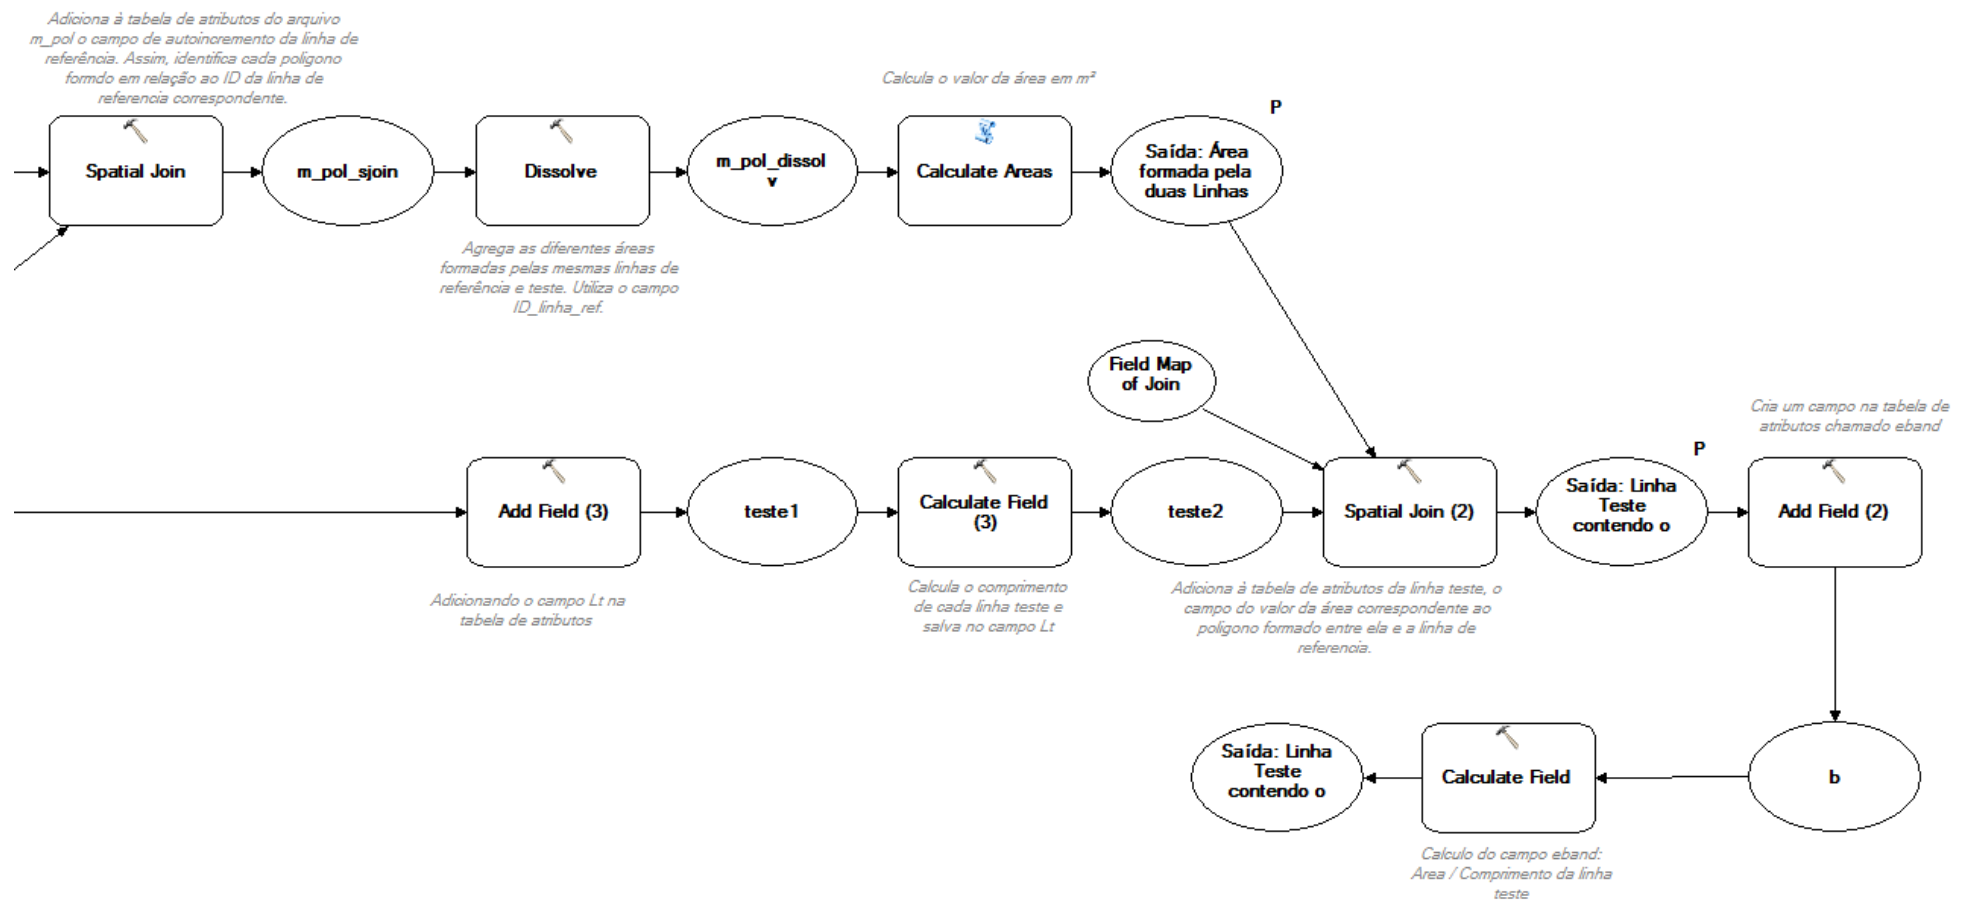 Adiciona à tabela de atributos do arquivo
m_pol o campo de autoincremento da linha de
referência. Assim, identifica cada poligono
formdo em relação ao ID da linha de
referencia correspondente.
Calcula o valor da área em m²
P
Spatial Join
m_pol_sjoin
Dissolve
m_pol_dissol
v
Calculate Areas
Saída: Área
formada pela
duas Linhas
Agrega as diferentes áreas
formadas pelas mesmas linhas de
referência e teste. Utiliza o campo
ID_linha_ref.
Field Map
of Join
Cria um campo na tabela de
atributos chamado eband
P
Add Field (3)
teste1
Calculate Field
(3)
teste2
Spatial Join (2)
Saída: Linha
Teste
contendo o
Add Field (2)
Adicionando o campo Lt na
tabela de atributos
Calcula o comprimento
de cada linha teste e
salva no campo Lt
Adiciona à tabela de atributos da linha teste, o
campo do valor da área correspondente ao
poligono formado entre ela e a linha de
referencia.
Saída: Linha
Teste
contendo o
Calculate Field
b
Calculo do campo eband:
Area / Comprimento da linha
teste